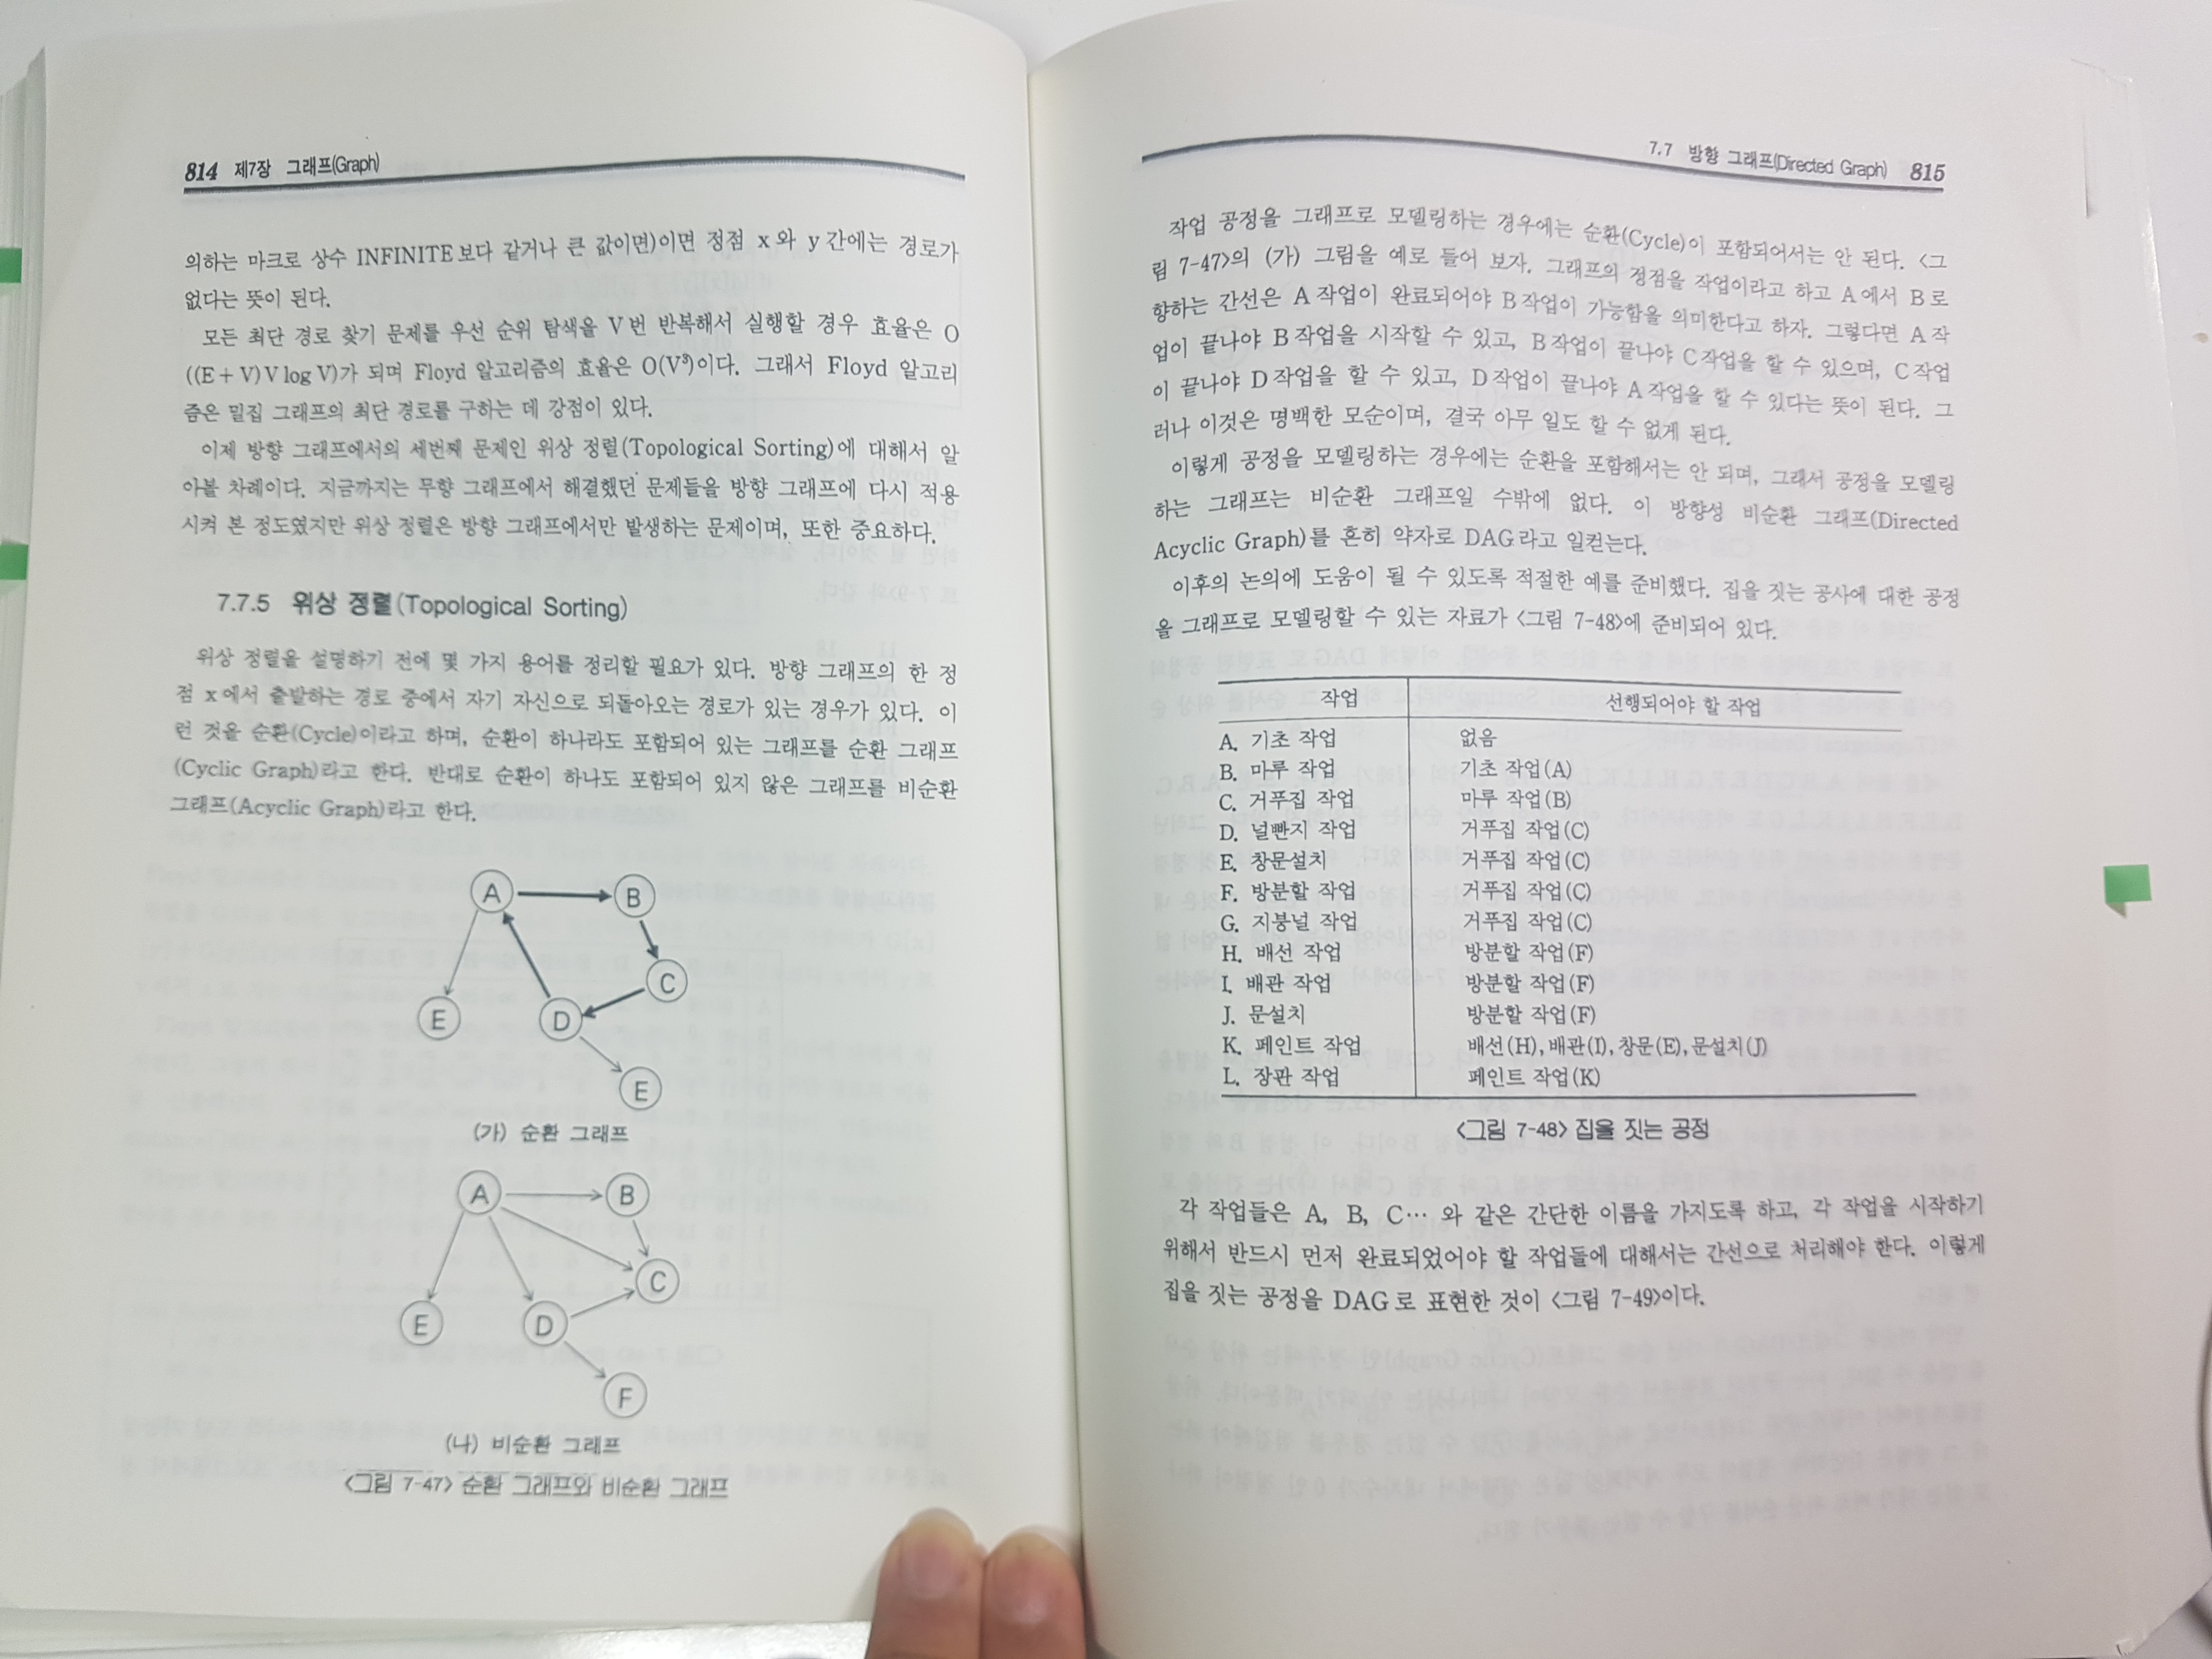 814 제7장 그래프(Graph)
의하는 마크로 상수 INFINITE보다 같거나 큰 값이면)이면 정점 x와 y간에는 경로가
없다는 뜻이 된다.
모든 최단 경로 찾기 문제를 우선 순위 탐색을 V번 반복해서 실행할 경우 효율은 O
((E + V) V log V)가 되며 Floyd 알고리즘의 효율은 O(V³)이다. 그래서 Floyd 알고리
즘은 밀집 그래프의 최단 경로를 구하는 데 강점이 있다.
이제 방향 그래프에서의 세번째 문제인 위상 정렬(Topological Sorting)에 대해서 알
아볼 차례이다. 지금까지는 무향 그래프에서 해결했던 문제들을 방향 그래프에 다시 적용
시켜 본 정도였지만 위상 정렬은 방향 그래프에서만 발생하는 문제이며, 또한 중요하다.
7.7.5 위상 정렬(Topological Sorting)
위상 정렬을 설명하기 전에 몇 가지 용어를 정리할 필요가 있다. 방향 그래프의 한 정
점 x에서 출발하는 경로 중에서 자기 자신으로 되돌아오는 경로가 있는 경우가 있다. 이
런 것을 순환(Cycle)이라고 하며, 순환이 하나라도 포함되어 있는 그래프를 순환 그래프
(Cyclic Graph)라고 한다. 반대로 순환이 하나도 포함되어 있지 않은 그래프를 비순환
그래프(Acyclic Graph)라고 한다.
A B
C
E D
E
(가) 순환 그래프
A B
C
E D
F
(나) 비순환 그래프
<그림 7-47> 순환 그래프와 비순환 그래프
7.7 방향 그래프(Directed Graph) 815
작업 공정을 그래프로 모델링하는 경우에는 순환(Cycle)이 포함되어서는 안 된다. <그
림 7-47>의 (가) 그림을 예로 들어 보자. 그래프의 정점을 작업이라고 하고 A에서 B로
향하는 간선은 A작업이 완료되어야 B작업이 가능함을 의미한다고 하자. 그렇다면 A작
업이 끝나야 B작업을 시작할 수 있고, B작업이 끝나야 C작업을 할 수 있으며, C작업
이 끝나야 D작업을 할 수 있고, D작업이 끝나야 A작업을 할 수 있다는 뜻이 된다. 그
러나 이것은 명백한 모순이며, 결국 아무 일도 할 수 없게 된다.
이렇게 공정을 모델링하는 경우에는 순환을 포함해서는 안 되며, 그래서 공정을 모델링
하는 그래프는 비순환 그래프일 수밖에 없다. 이 방향성 비순환 그래프(Directed
Acyclic Graph)를 흔히 약자로 DAG라고 일컫는다.
이후의 논의에 도움이 될 수 있도록 적절한 예를 준비했다. 집을 짓는 공사에 대한 공정
을 그래프로 모델링할 수 있는 자료가 <그림 7-48>에 준비되어 있다.
작업 선행되어야 할 작업
A. 기초 작업 없음
B. 마루 작업 기초 작업(A)
C. 거푸집 작업 마루 작업(B)
D. 널빤지 작업 거푸집 작업(C)
E. 창문설치 거푸집 작업(C)
F. 방분할 작업 거푸집 작업(C)
G. 지붕널 작업 거푸집 작업(C)
H. 배선 작업 방분할 작업(F)
I. 배관 작업 방분할 작업(F)
J. 문설치 방분할 작업(F)
K. 페인트 작업 배선(H), 배관(I), 창문(E), 문설치(J)
L. 장판 작업 페인트 작업(K)
<그림 7-48> 집을 짓는 공정
각 작업들은 A, B, C… 와 같은 간단한 이름을 가지도록 하고, 각 작업을 시작하기
위해서 반드시 먼저 완료되었어야 할 작업들에 대해서는 간선으로 처리해야 한다. 이렇게
집을 짓는 공정을 DAG로 표현한 것이 <그림 7-49>이다.